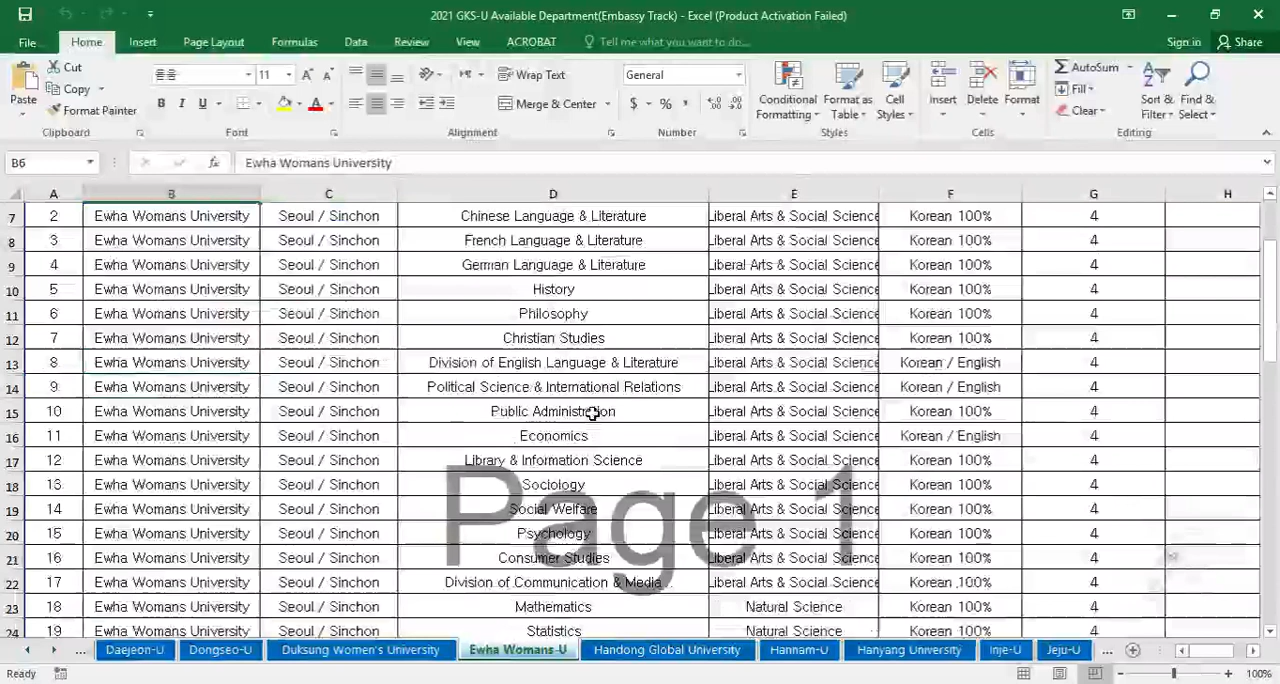 2021 GKS-U Available Department(Embassy Track) - Excel (Product Activation Failed)
File Home Insert Page Layout Formulas Data Review View ACROBAT Tell me what you want to do... Sign in Share
Paste Cut Copy Format Painter
11 Wrap Text Merge & Center
General $ % ,
Conditional Formatting Format as Table Cell Styles
Insert Delete Format
AutoSum Fill Clear Sort & Filter Find & Select
Clipboard Font Alignment Number Styles Cells Editing
B6 fx Ewha Womans University
A B C D E F G H
7 2 Ewha Womans University Seoul / Sinchon Chinese Language & Literature Liberal Arts & Social Science Korean 100% 4
8 3 Ewha Womans University Seoul / Sinchon French Language & Literature Liberal Arts & Social Science Korean 100% 4
9 4 Ewha Womans University Seoul / Sinchon German Language & Literature Liberal Arts & Social Science Korean 100% 4
10 5 Ewha Womans University Seoul / Sinchon History Liberal Arts & Social Science Korean 100% 4
11 6 Ewha Womans University Seoul / Sinchon Philosophy Liberal Arts & Social Science Korean 100% 4
12 7 Ewha Womans University Seoul / Sinchon Christian Studies Liberal Arts & Social Science Korean 100% 4
13 8 Ewha Womans University Seoul / Sinchon Division of English Language & Literature Liberal Arts & Social Science Korean / English 4
14 9 Ewha Womans University Seoul / Sinchon Political Science & International Relations Liberal Arts & Social Science Korean / English 4
15 10 Ewha Womans University Seoul / Sinchon Public Administration Liberal Arts & Social Science Korean 100% 4
16 11 Ewha Womans University Seoul / Sinchon Economics Liberal Arts & Social Science Korean / English 4
17 12 Ewha Womans University Seoul / Sinchon Library & Information Science Liberal Arts & Social Science Korean 100% 4
18 13 Ewha Womans University Seoul / Sinchon Sociology Liberal Arts & Social Science Korean 100% 4
19 14 Ewha Womans University Seoul / Sinchon Social Welfare Liberal Arts & Social Science Korean 100% 4
20 15 Ewha Womans University Seoul / Sinchon Psychology Liberal Arts & Social Science Korean 100% 4
21 16 Ewha Womans University Seoul / Sinchon Consumer Studies Liberal Arts & Social Science Korean 100% 4
22 17 Ewha Womans University Seoul / Sinchon Division of Communication & Media Liberal Arts & Social Science Korean 100% 4
23 18 Ewha Womans University Seoul / Sinchon Mathematics Natural Science Korean 100% 4
24 19 Ewha Womans University Seoul / Sinchon Statistics Natural Science Korean 100% 4
Page 1
... Daejeon-U Dongseo-U Duksung Women's University Ewha Womans-U Handong Global University Hannam-U Hanyang University Inje-U Jeju-U ...
Ready 100%